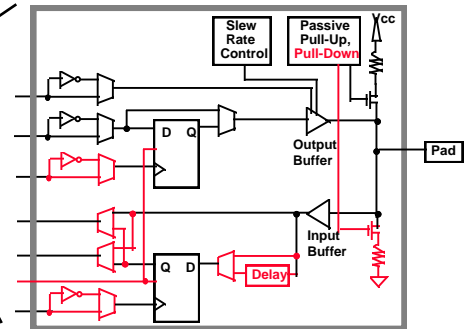 Slew
Rate
Control
Passive
Pull-Up,
Pull-Down
Vcc
D Q
Output
Buffer
Pad
Input
Buffer
Q D
Delay